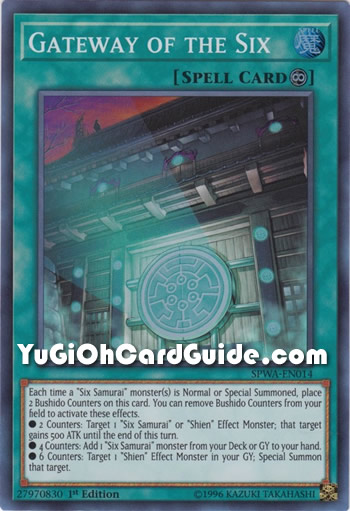 GATEWAY OF THE SIX
魔
[SPELL CARD]
YuGiOhCardGuide.com
SPWA-EN014
Each time a "Six Samurai" monster(s) is Normal or Special Summoned, place
2 Bushido Counters on this card. You can remove Bushido Counters from your
field to activate these effects.
● 2 Counters: Target 1 "Six Samurai" or "Shien" Effect Monster; that target
gains 500 ATK until the end of this turn.
● 4 Counters: Add 1 "Six Samurai" monster from your Deck or GY to your hand.
● 6 Counters: Target 1 "Shien" Effect Monster in your GY; Special Summon
that target.
27970830 1st Edition ©1996 KAZUKI TAKAHASHI